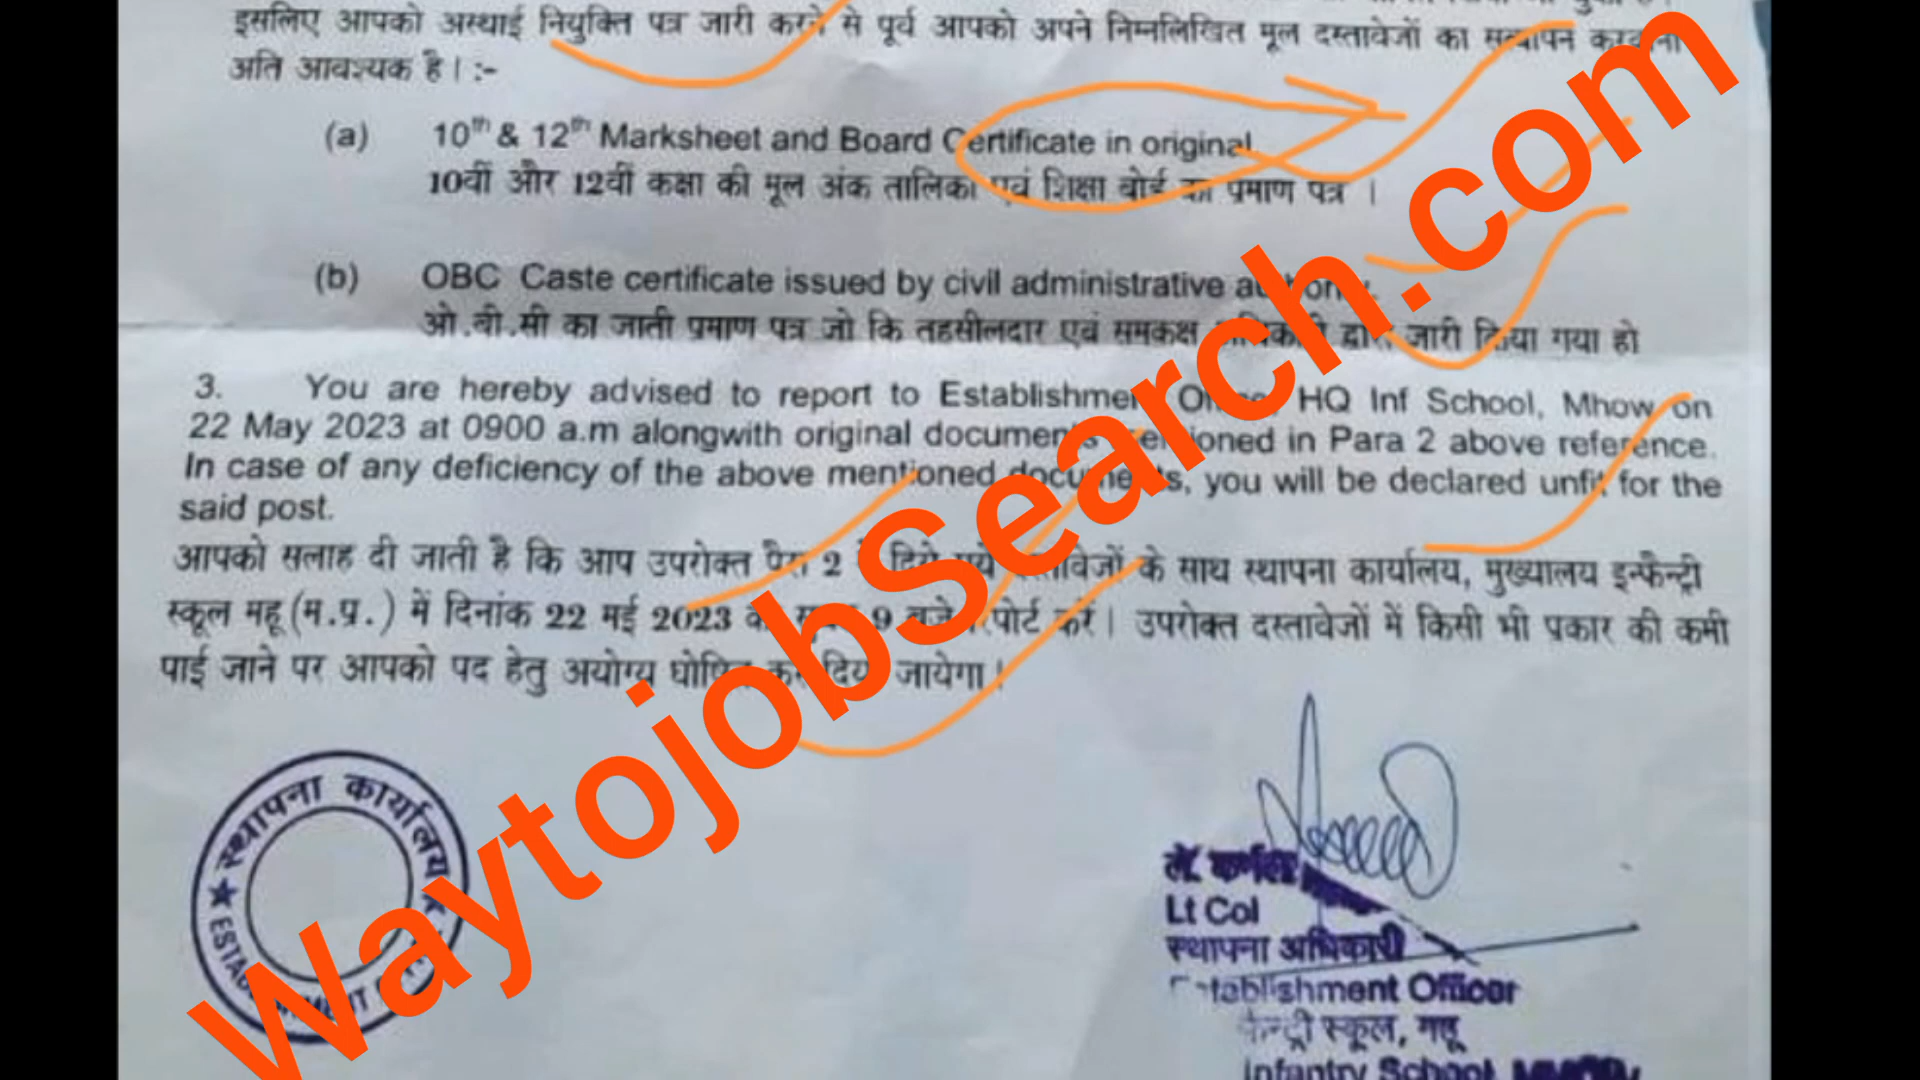 इसलिए आपको अस्थाई नियुक्ति पत्र जारी करने से पूर्व आपको अपने निम्नलिखित मूल दस्तावेजों का सत्यापन करवाना
अति आवश्यक है। :-
(a) 10th & 12th Marksheet and Board Certificate in original
10वीं और 12वीं कक्षा की मूल अंक तालिका एवं शिक्षा बोर्ड का प्रमाण पत्र ।
(b) OBC Caste certificate issued by civil administrative
ओ.बी.सी का जाती प्रमाण पत्र जो कि तहसीलदार एवं समकक्ष द्वारा जारी किया गया हो
3. You are hereby advised to report to Establishment HQ Inf School, Mhow on
22 May 2023 at 0900 a.m alongwith original documents in Para 2 above reference.
In case of any deficiency of the above mentioned documents, you will be declared unfit for the
said post.
आपको सलाह दी जाती है कि आप उपरोक्त पैरा 2 दिये गये दस्तावेजों के साथ स्थापना कार्यालय, मुख्यालय इन्फैन्ट्री
स्कूल महू (म.प्र.) में दिनांक 22 मई 2023 9 बजे रिपोर्ट करें। उपरोक्त दस्तावेजों में किसी भी प्रकार की कमी
पाई जाने पर आपको पद हेतु अयोग्य घोषित कर दिया जायेगा।
WaytojobSearch.com
★ स्थापना कार्यालय ★
Lt Col
स्थापना अधिकारी
Establishment Officer
स्कूल, महू
Infantry School,